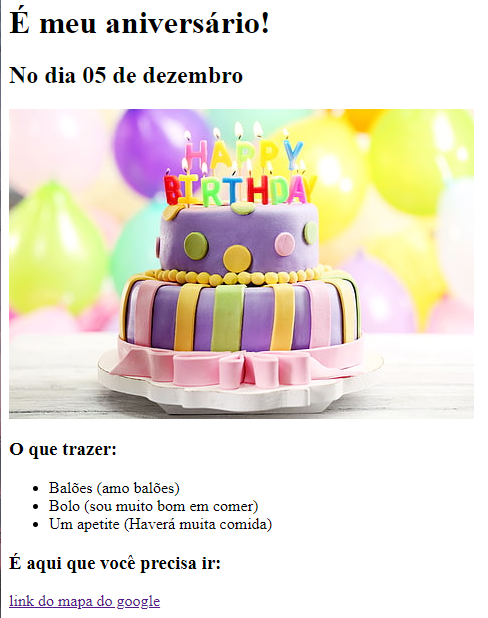 É meu aniversário!
No dia 05 de dezembro
HAPPY
BIRTHDAY
O que trazer:
Balões (amo balões)
Bolo (sou muito bom em comer)
Um apetite (Haverá muita comida)
É aqui que você precisa ir:
link do mapa do google